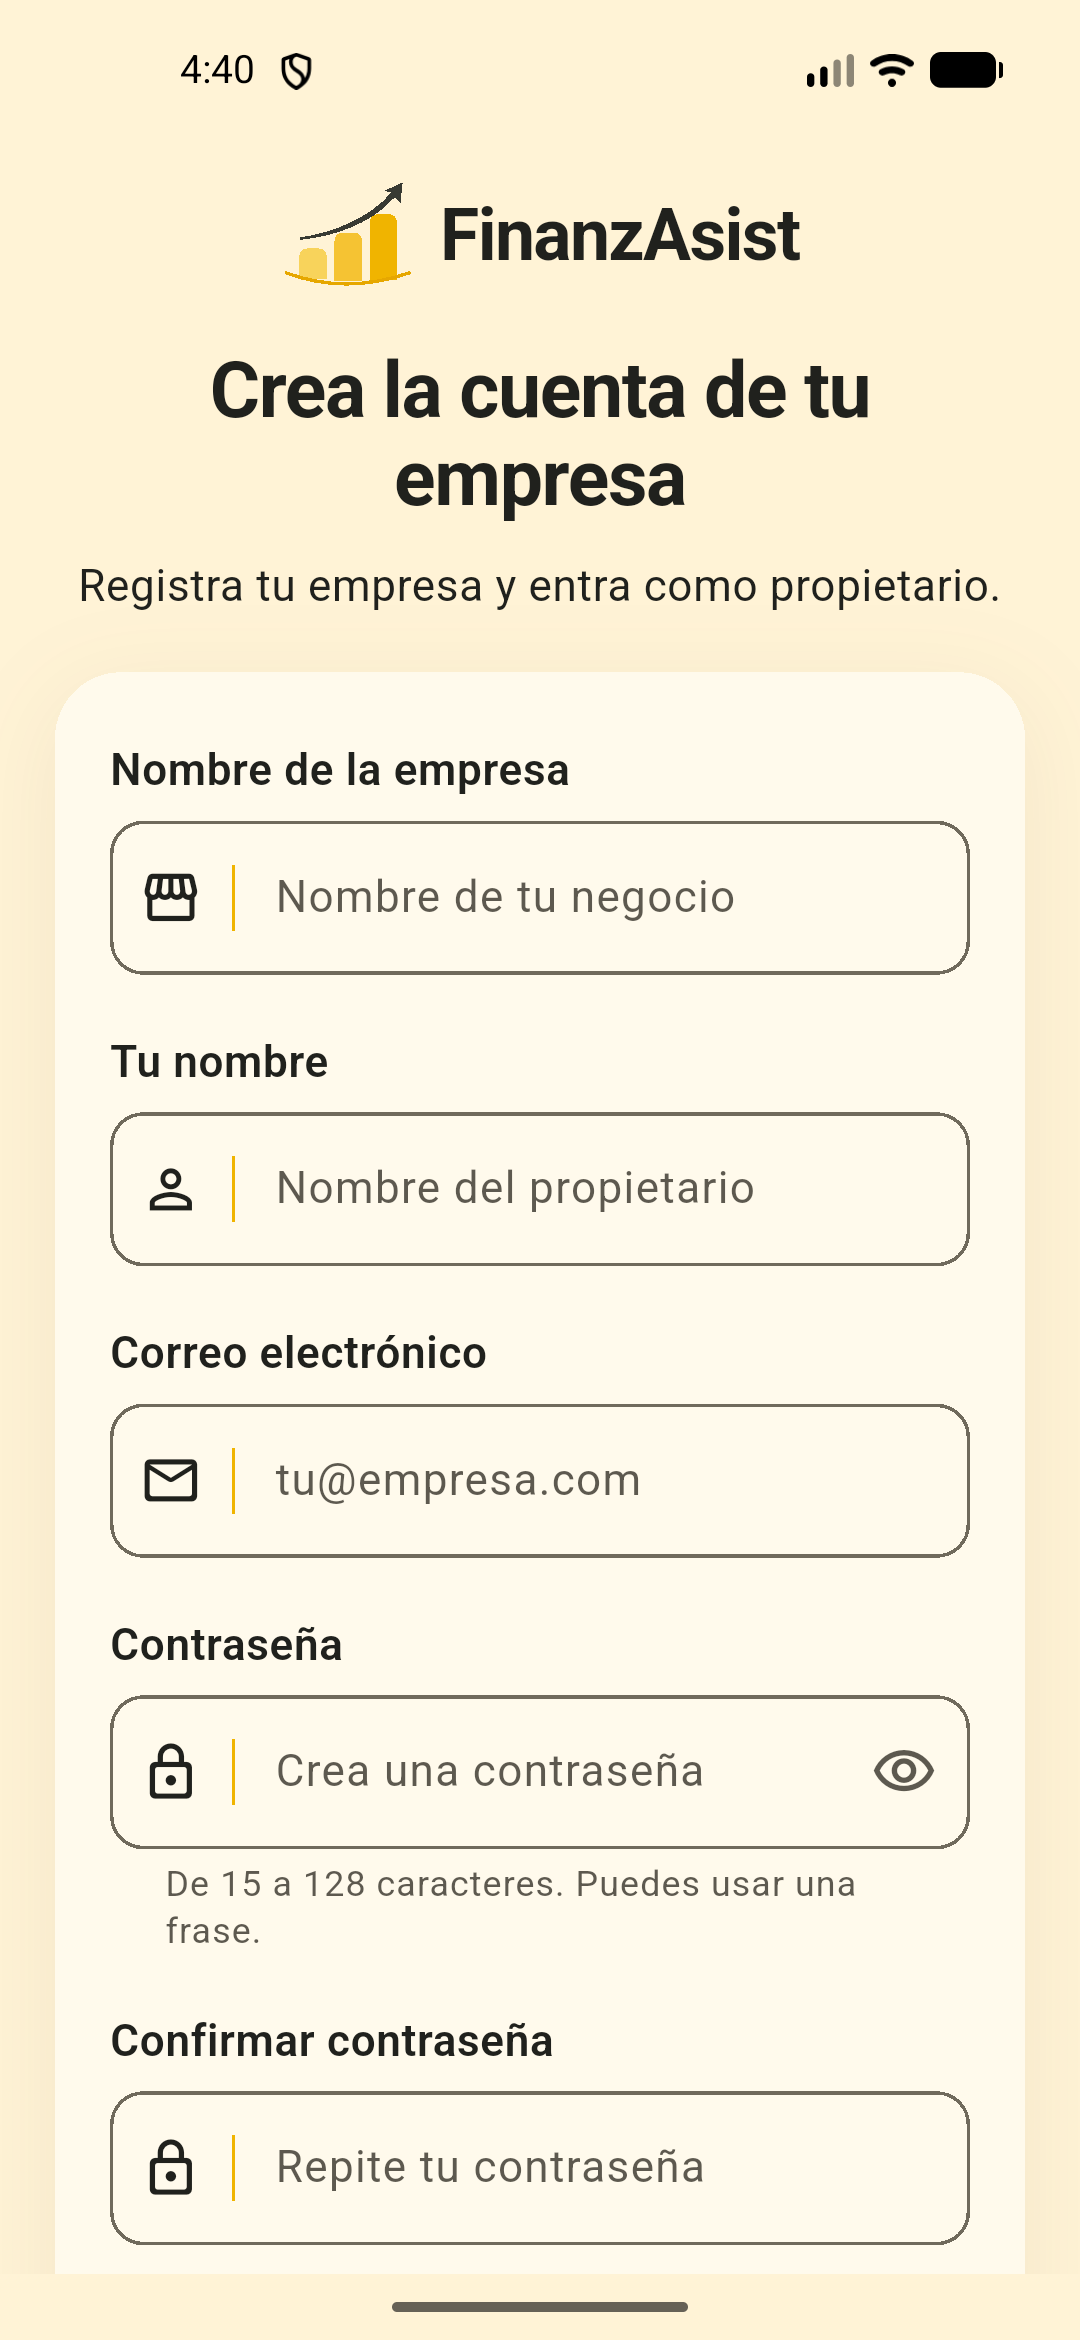 4:40
FinanzAsist
Crea la cuenta de tu
empresa
Registra tu empresa y entra como propietario.
Nombre de la empresa
Nombre de tu negocio
Tu nombre
Nombre del propietario
Correo electrónico
tu@empresa.com
Contraseña
Crea una contraseña
De 15 a 128 caracteres. Puedes usar una
frase.
Confirmar contraseña
Repite tu contraseña